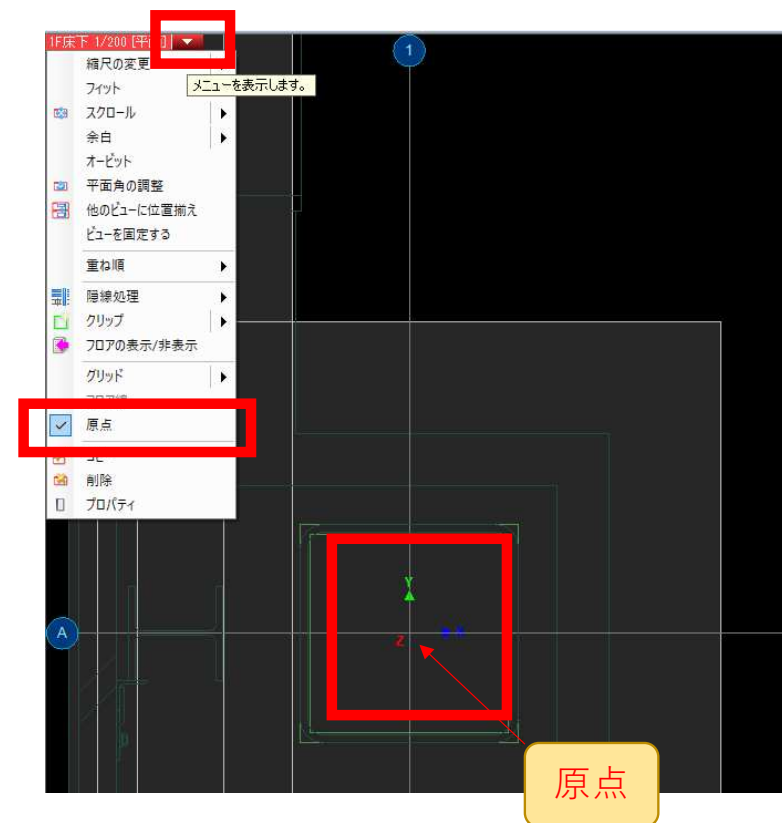 1F床下 1/200 [平面]
1
縮尺の変更
メニューを表示します。
フィット
スクロール
余白
オービット
平面角の調整
他のビューに位置揃え
ビューを固定する
重ね順
隠線処理
クリップ
フロアの表示/非表示
グリッド
原点
削除
プロパティ
Y
A
Z
原点